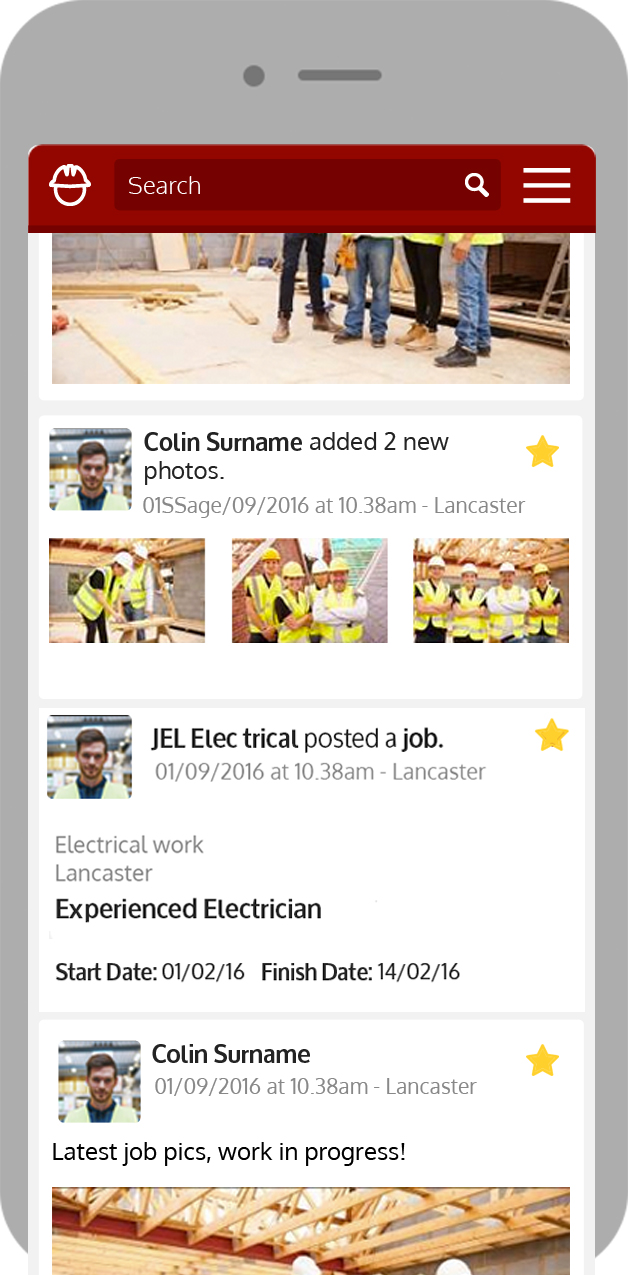 Search
Colin Surname added 2 new
photos.
01SSage/09/2016 at 10.38am - Lancaster
JEL Elec trical posted a job.
01/09/2016 at 10.38am - Lancaster
Electrical work
Lancaster
Experienced Electrician
Start Date: 01/02/16 Finish Date: 14/02/16
Colin Surname
01/09/2016 at 10.38am - Lancaster
Latest job pics, work in progress!